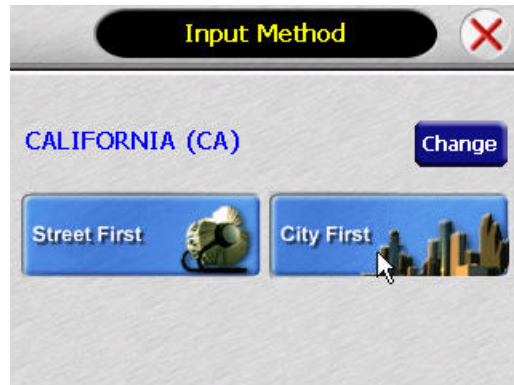 Input Method
CALIFORNIA (CA)
Change
Street First
City First